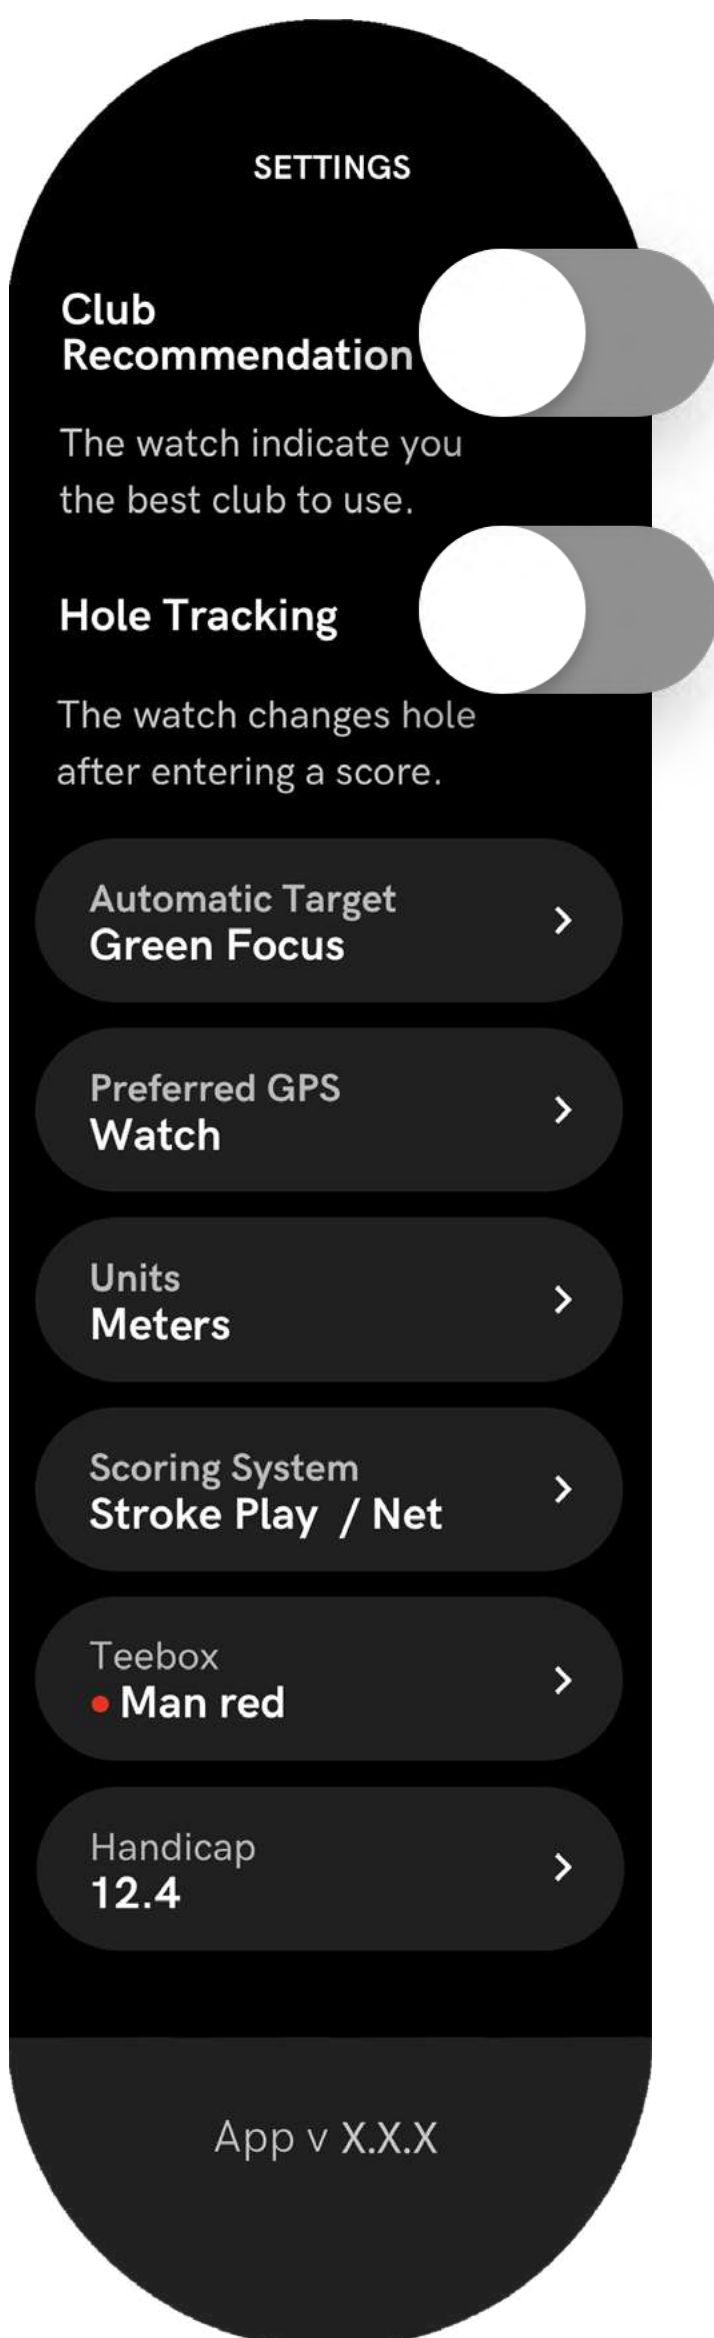 SETTINGS
Club
Recommendation
The watch indicate you
the best club to use.
Hole Tracking
The watch changes hole
after entering a score.
Automatic Target
Green Focus
Preferred GPS
Watch
Units
Meters
Scoring System
Stroke Play / Net
Teebox
Man red
Handicap
12.4
App v X.X.X